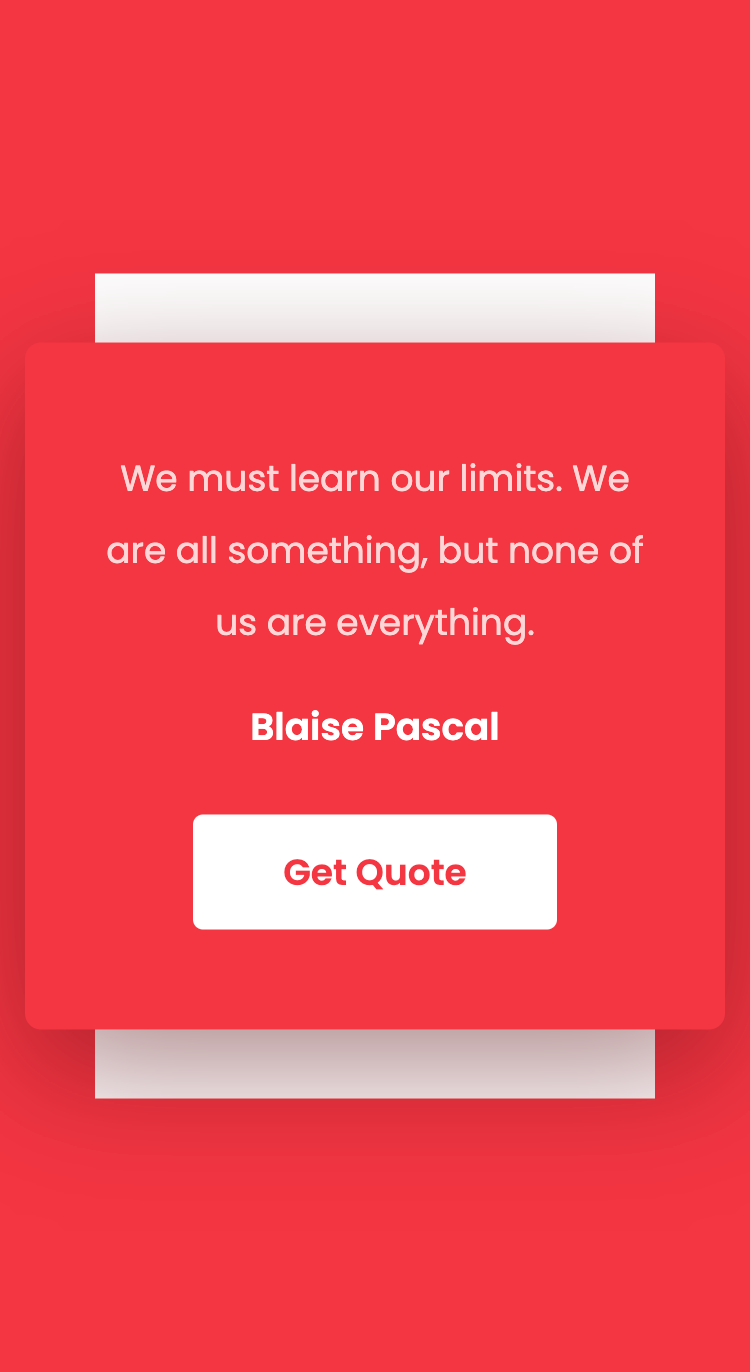 We must learn our limits. We
are all something, but none of
us are everything.
Blaise Pascal
Get Quote